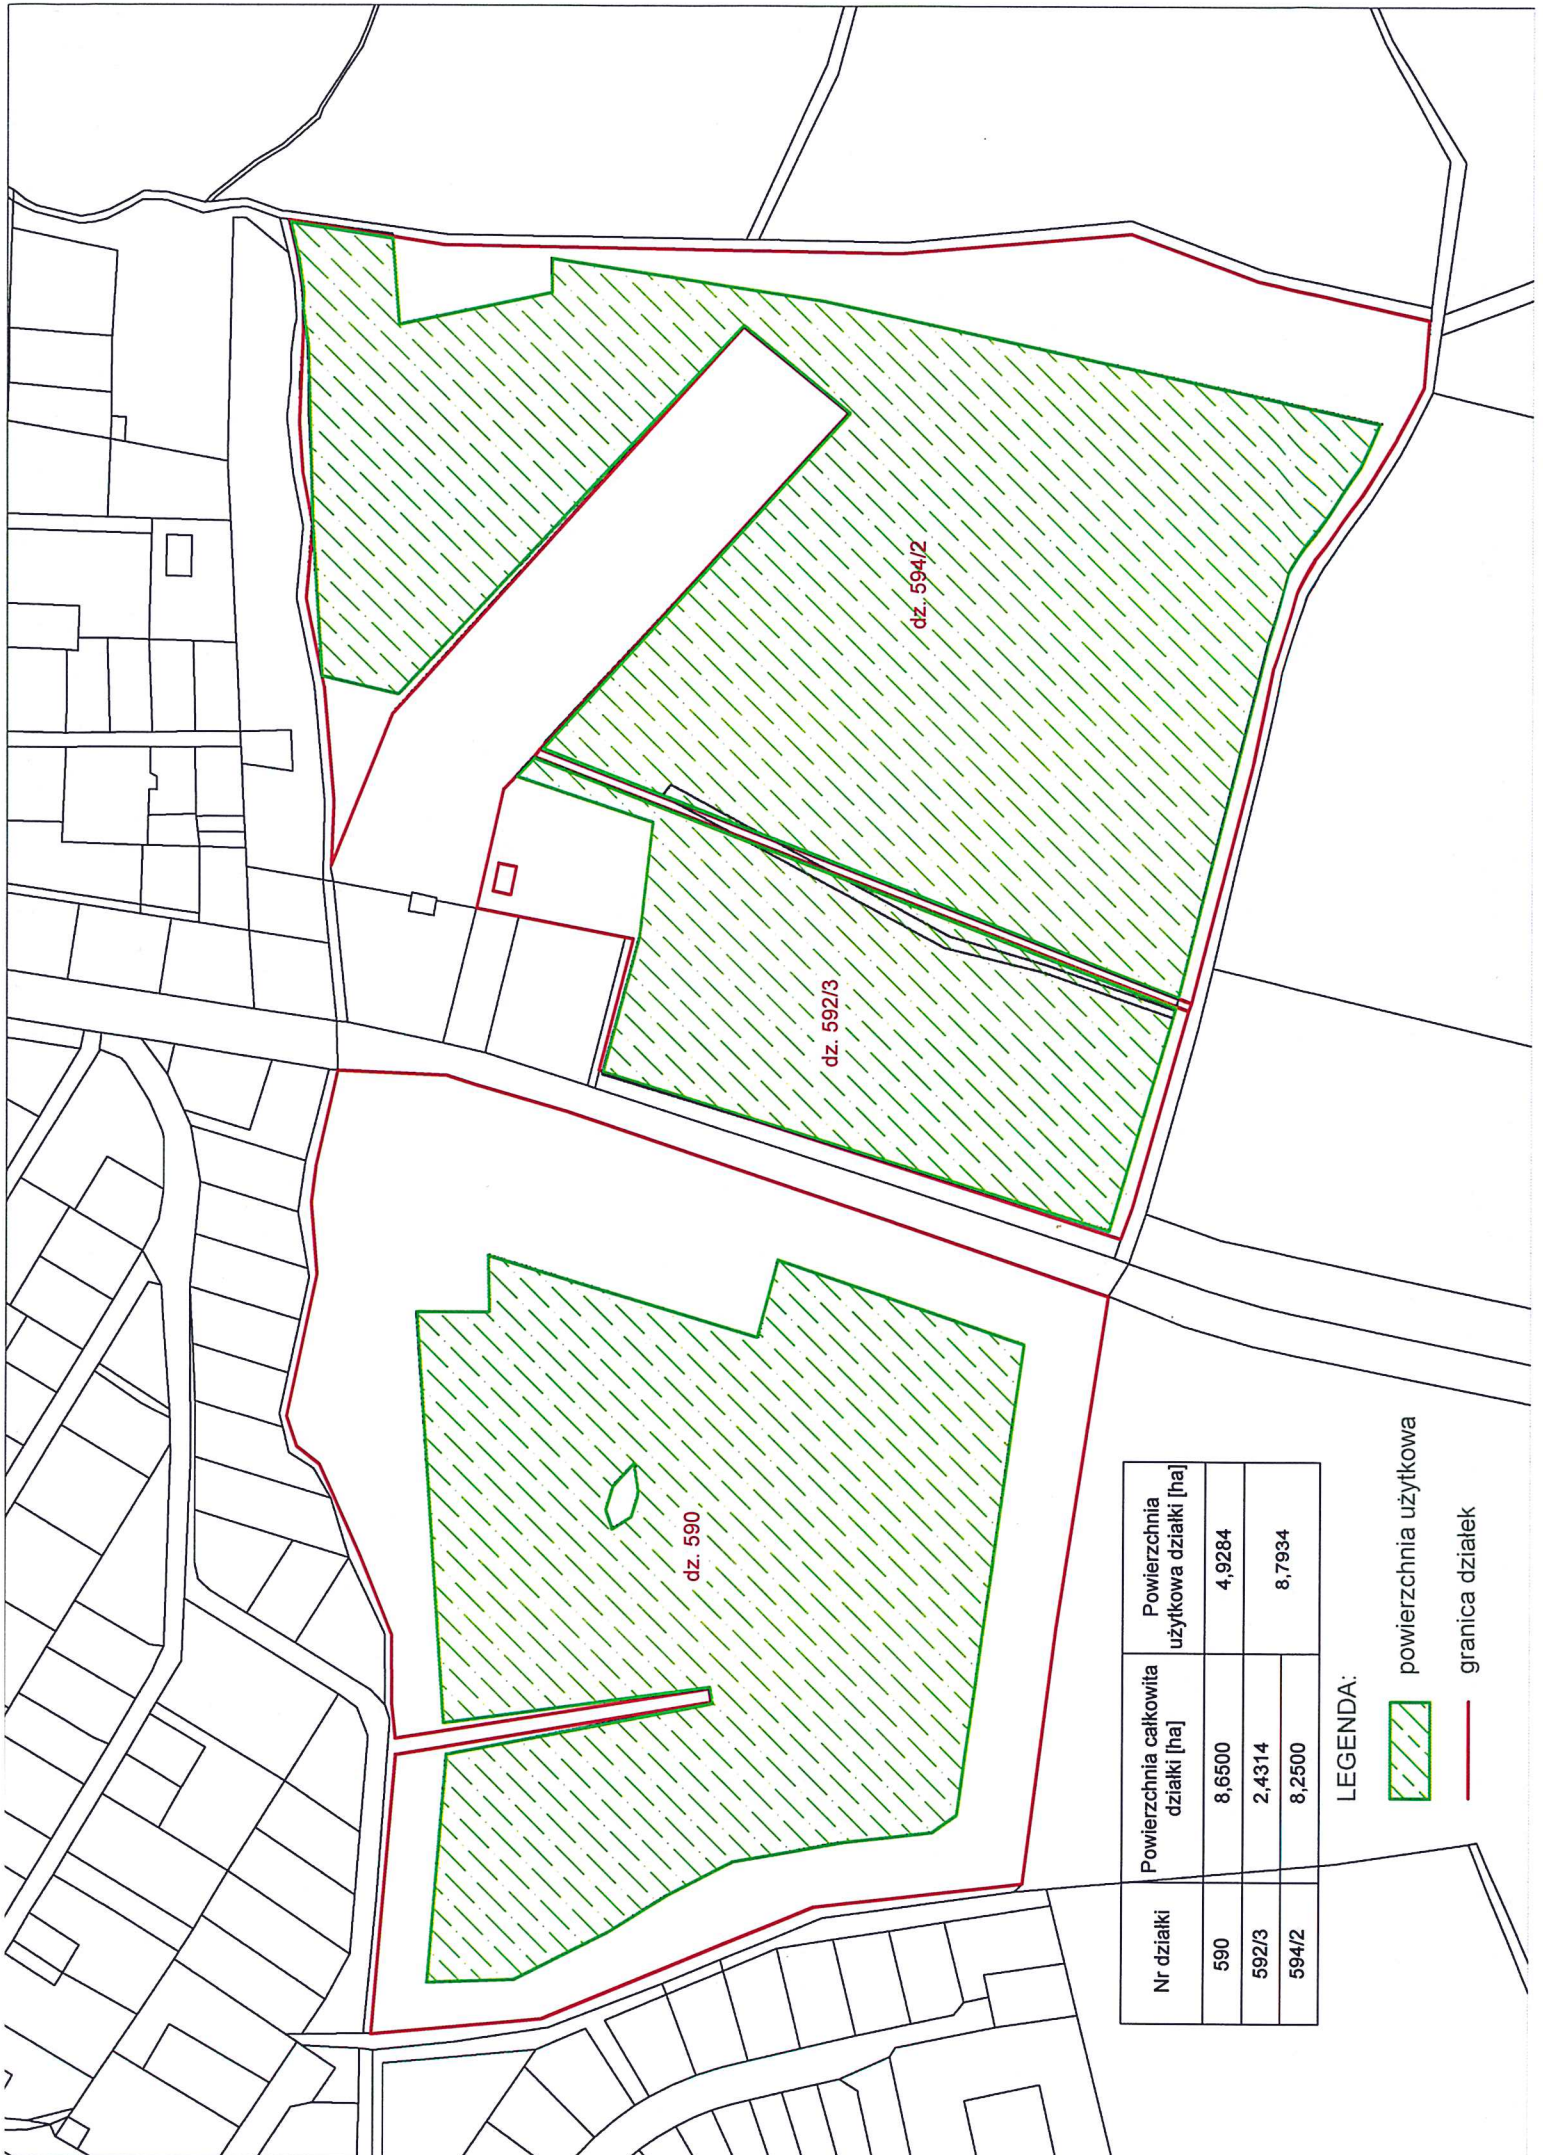 dz. 590
dz. 592/3
dz. 594/2
Nr działki
Powierzchnia całkowita
działki [ha]
Powierzchnia
użytkowa działki [ha]
590
8,6500
4,9284
592/3
2,4314
8,7934
594/2
8,2500
LEGENDA:
powierzchnia użytkowa
granica działek